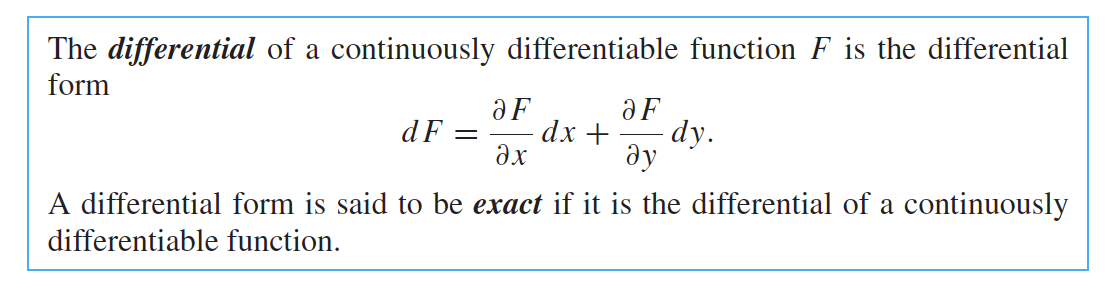 The differential of a continuously differentiable function F is the differential
form
dF = ∂F/∂x dx + ∂F/∂y dy.
A differential form is said to be exact if it is the differential of a continuously
differentiable function.